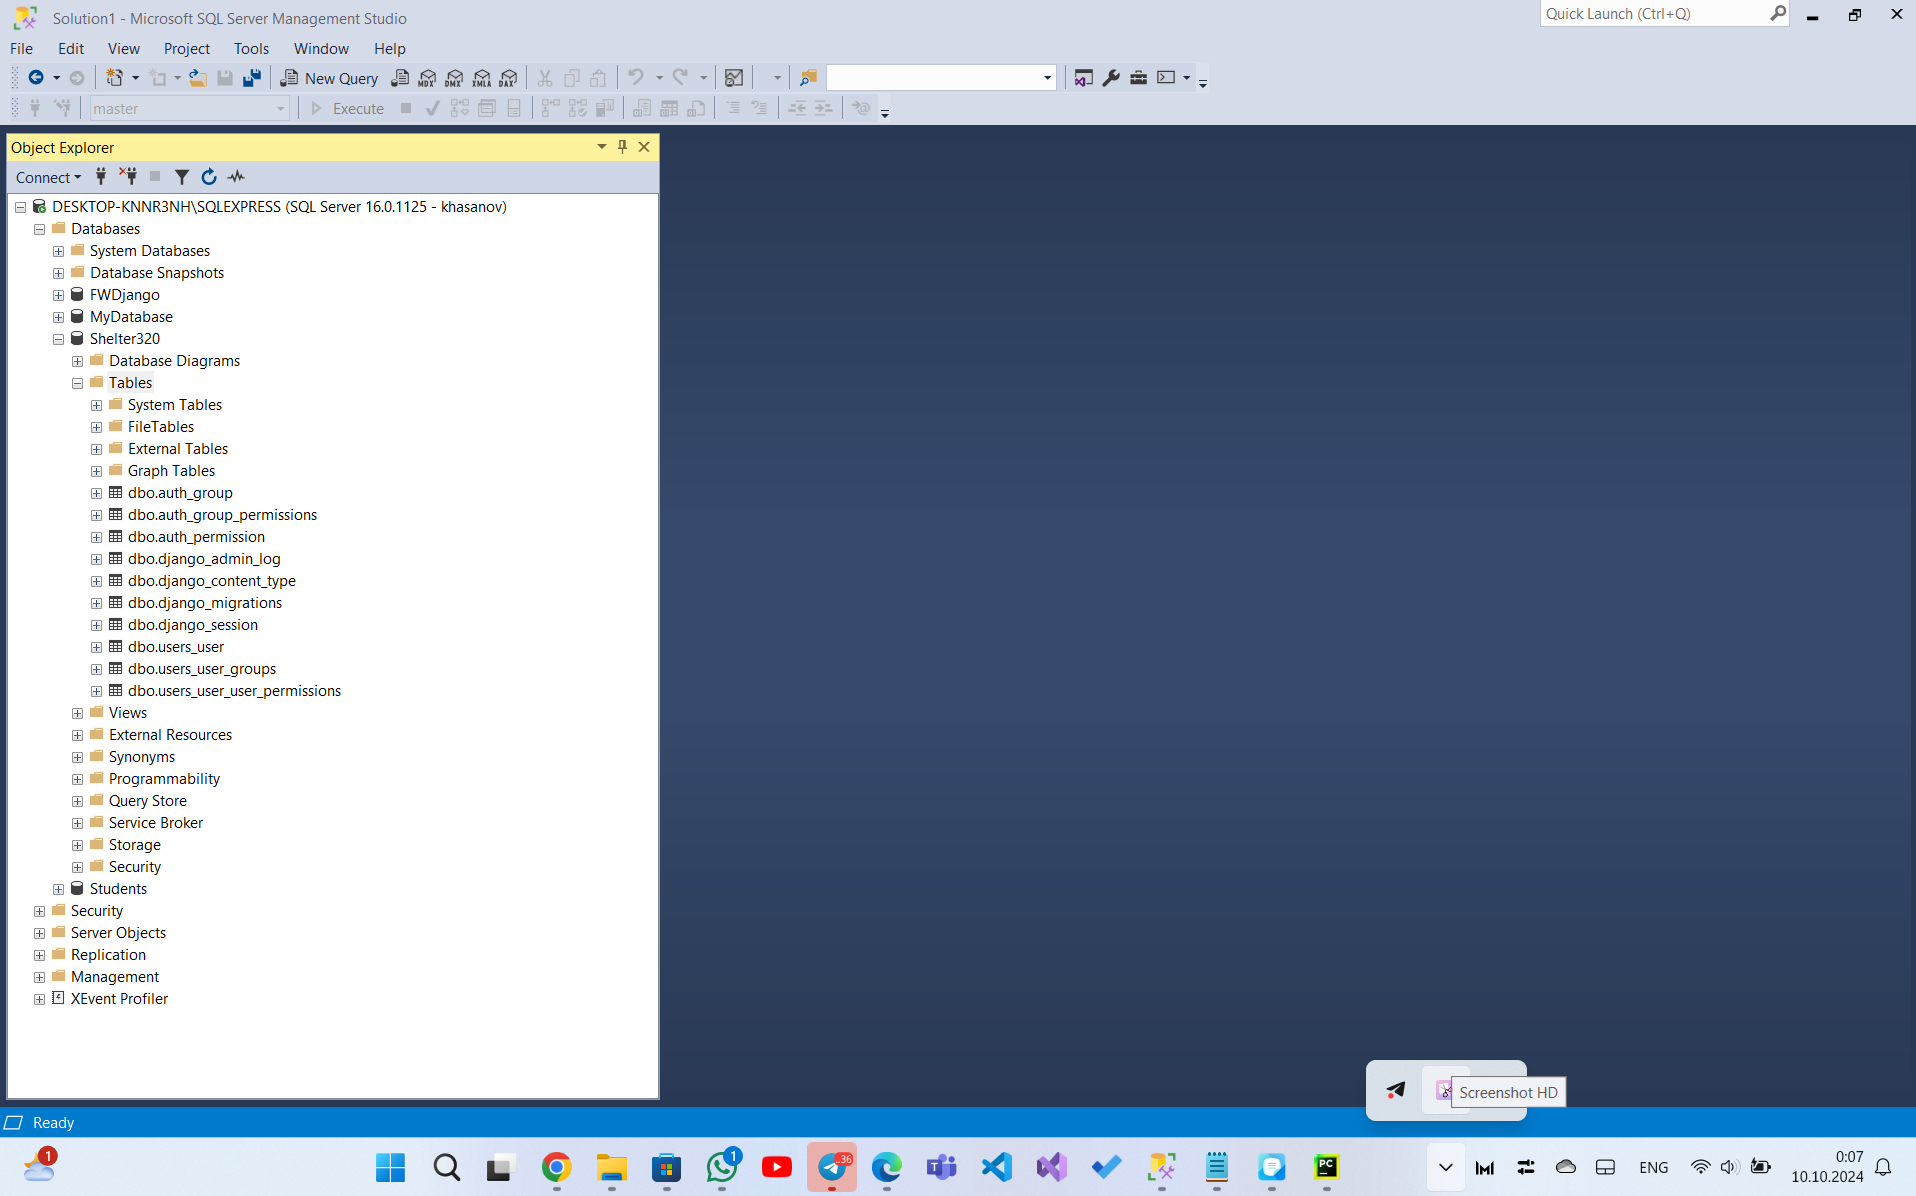 Solution1 - Microsoft SQL Server Management Studio
Quick Launch (Ctrl+Q)
File Edit View Project Tools Window Help
New Query MDX DMX XMLA DAX
master Execute
Object Explorer
Connect
DESKTOP-KNNR3NH\SQLEXPRESS (SQL Server 16.0.1125 - khasanov)
Databases
System Databases
Database Snapshots
FWDjango
MyDatabase
Shelter320
Database Diagrams
Tables
System Tables
FileTables
External Tables
Graph Tables
dbo.auth_group
dbo.auth_group_permissions
dbo.auth_permission
dbo.django_admin_log
dbo.django_content_type
dbo.django_migrations
dbo.django_session
dbo.users_user
dbo.users_user_groups
dbo.users_user_user_permissions
Views
External Resources
Synonyms
Programmability
Query Store
Service Broker
Storage
Security
Students
Security
Server Objects
Replication
Management
XEvent Profiler
Screenshot HD
Ready
1
1
..36
PC
ENG
0:07
10.10.2024